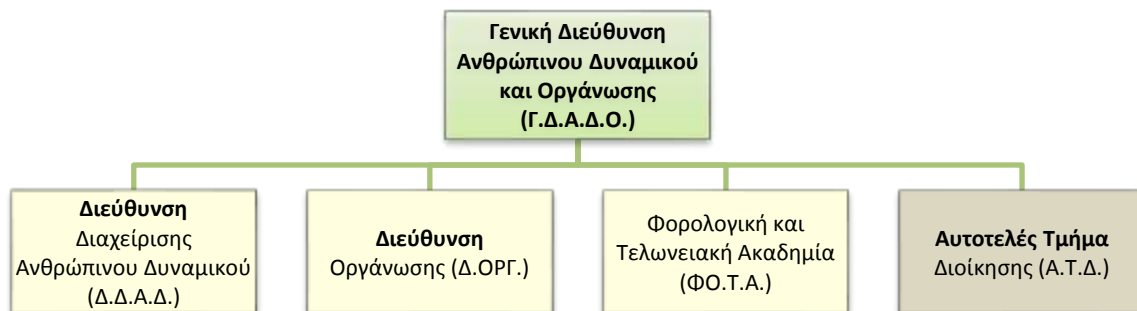 Γενική Διεύθυνση
Ανθρώπινου Δυναμικού
και Οργάνωσης
(Γ.Δ.Α.Δ.Ο.)
Διεύθυνση
Διαχείρισης
Ανθρώπινου Δυναμικού
(Δ.Δ.Α.Δ.)
Διεύθυνση
Οργάνωσης (Δ.ΟΡΓ.)
Φορολογική και
Τελωνειακή Ακαδημία
(ΦΟ.Τ.Α.)
Αυτοτελές Τμήμα
Διοίκησης (Α.Τ.Δ.)